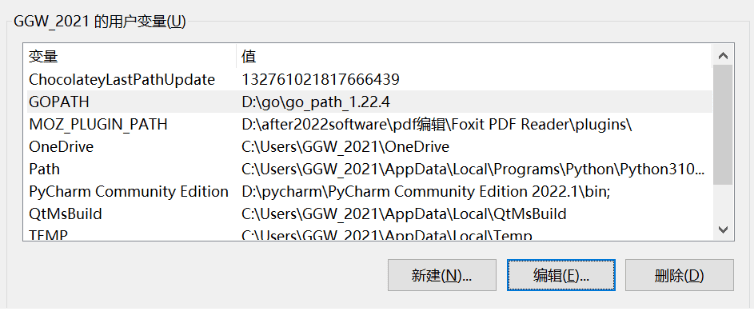 GGW_2021 的用户变量(U)
变量 值
ChocolateyLastPathUpdate 132761021817666439
GOPATH D:\go\go_path_1.22.4
MOZ_PLUGIN_PATH D:\after2022software\pdf编辑\Foxit PDF Reader\plugins\
OneDrive C:\Users\GGW_2021\OneDrive
Path C:\Users\GGW_2021\AppData\Local\Programs\Python\Python310...
PyCharm Community Edition D:\pycharm\PyCharm Community Edition 2022.1\bin;
QtMsBuild C:\Users\GGW_2021\AppData\Local\QtMsBuild
TEMP C:\Users\GGW_2021\AppData\Local\Temp
新建(N)... 编辑(E)... 删除(D)